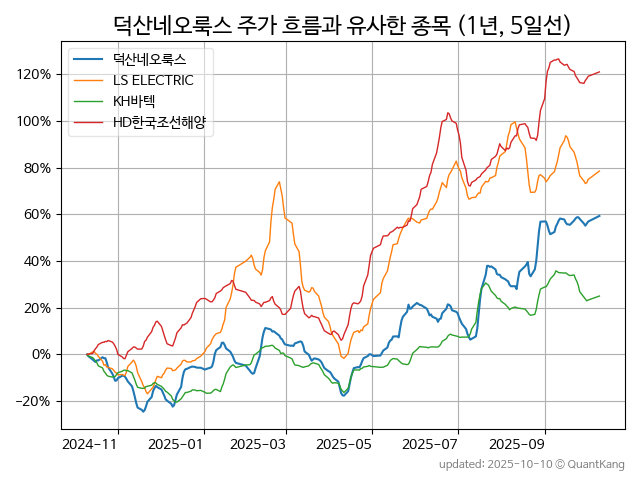 덕산네오룩스 주가 흐름과 유사한 종목 (1년, 5일선)
덕산네오룩스
LS ELECTRIC
KH바텍
HD한국조선해양
120%
100%
80%
60%
40%
20%
0%
−20%
2024-11
2025-01
2025-03
2025-05
2025-07
2025-09
updated: 2025-10-10 © QuantKang